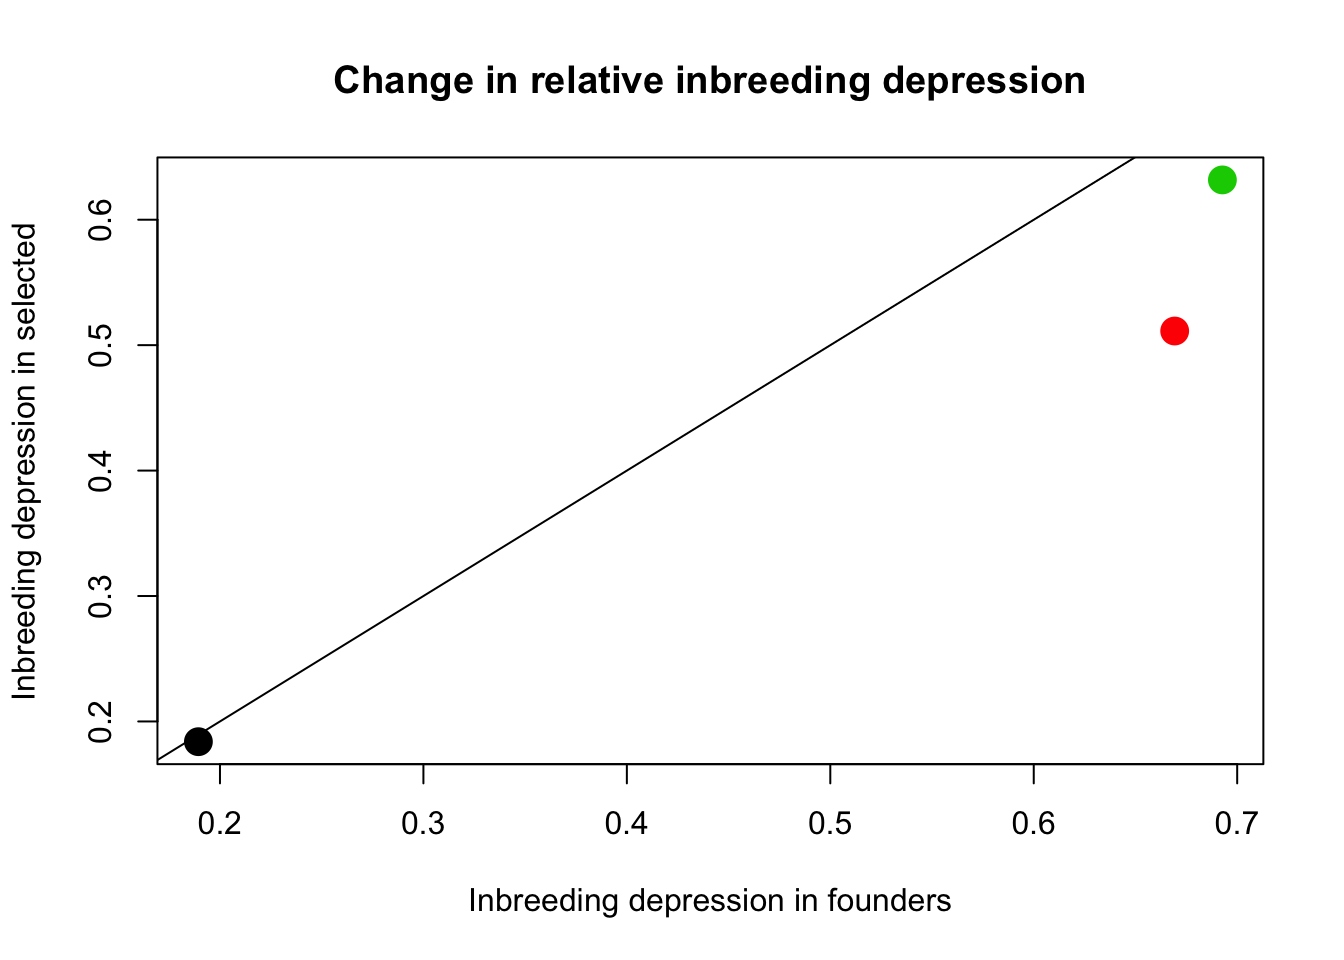 Change in relative inbreeding depression
Inbreeding depression in selected
0.6
0.5
0.4
0.3
0.2
0.2 0.3 0.4 0.5 0.6 0.7
Inbreeding depression in founders